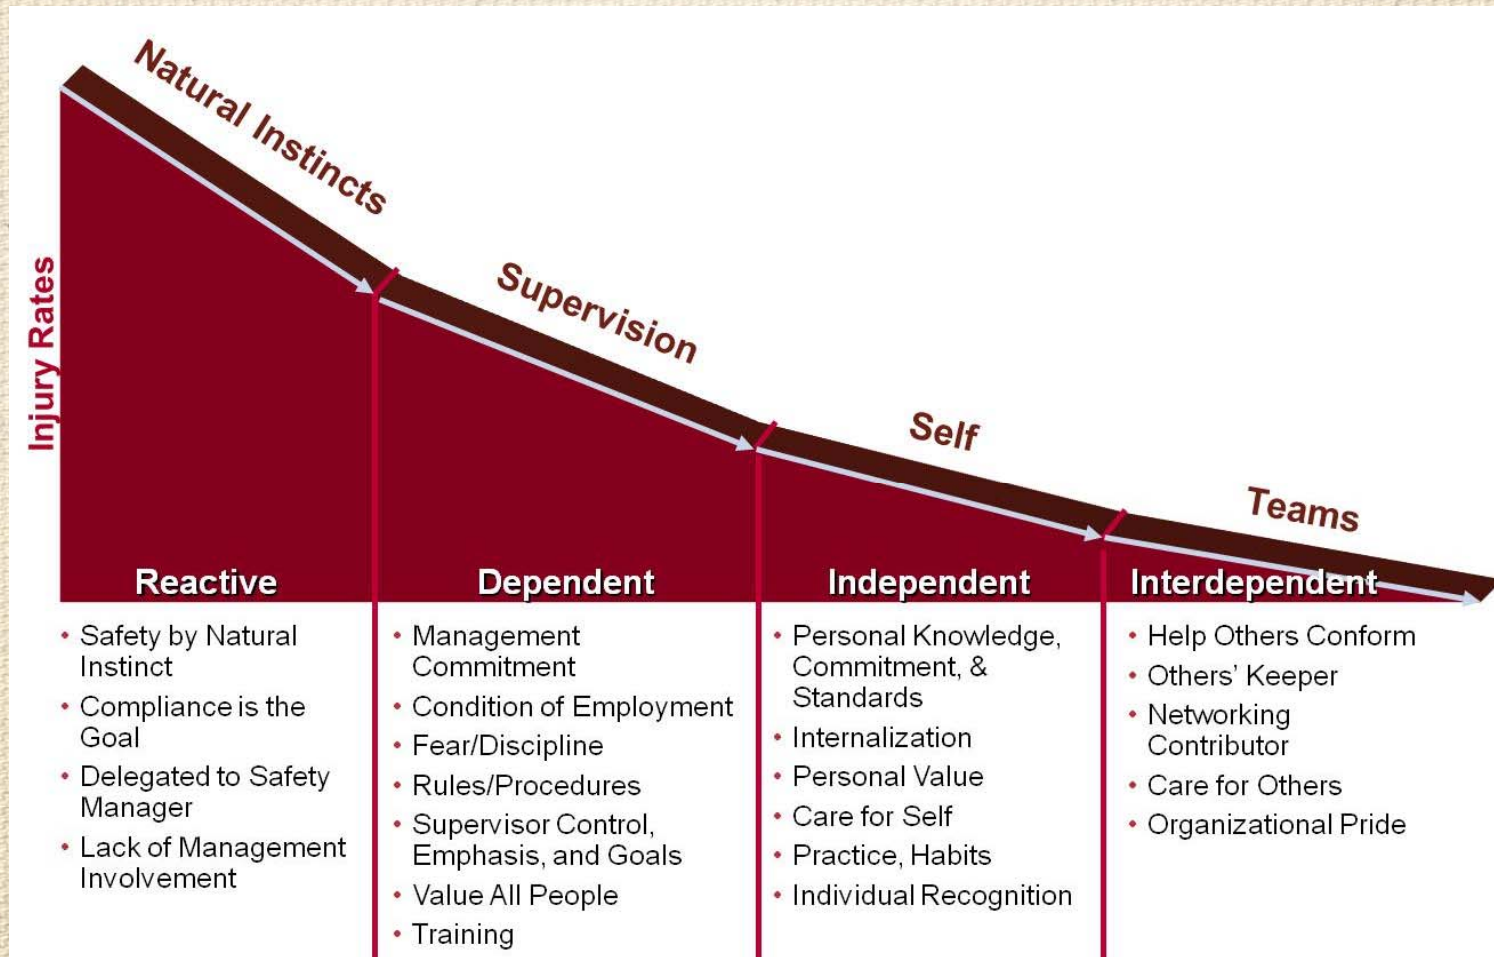 Natural Instincts
Supervision
Self
Teams
Injury Rates
Reactive
• Safety by Natural
Instinct
• Compliance is the
Goal
• Delegated to Safety
Manager
• Lack of Management
Involvement
Dependent
• Management
Commitment
• Condition of Employment
• Fear/Discipline
• Rules/Procedures
• Supervisor Control,
Emphasis, and Goals
• Value All People
• Training
Independent
• Personal Knowledge,
Commitment, &
Standards
• Internalization
• Personal Value
• Care for Self
• Practice, Habits
• Individual Recognition
Interdependent
• Help Others Conform
• Others’ Keeper
• Networking
Contributor
• Care for Others
• Organizational Pride